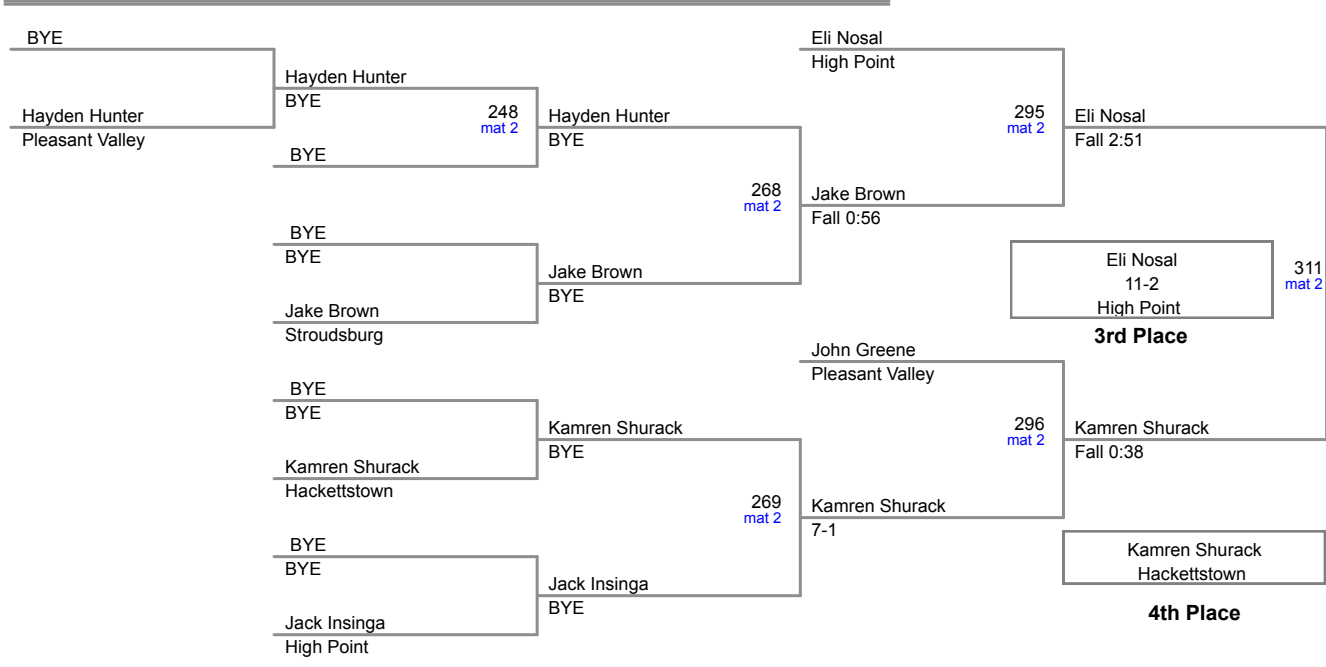 BYE
Eli Nosal
High Point
Hayden Hunter
BYE
Hayden Hunter
Pleasant Valley
248
mat 2
Hayden Hunter
BYE
295
mat 2
Eli Nosal
Fall 2:51
BYE
268
mat 2
Jake Brown
Fall 0:56
BYE
BYE
Jake Brown
BYE
Eli Nosal
11-2
High Point
311
mat 2
Jake Brown
Stroudsburg
3rd Place
John Greene
Pleasant Valley
BYE
BYE
Kamren Shurack
BYE
296
mat 2
Kamren Shurack
Fall 0:38
Kamren Shurack
Hackettstown
269
mat 2
Kamren Shurack
7-1
BYE
BYE
Kamren Shurack
Hackettstown
Jack Insinga
BYE
4th Place
Jack Insinga
High Point